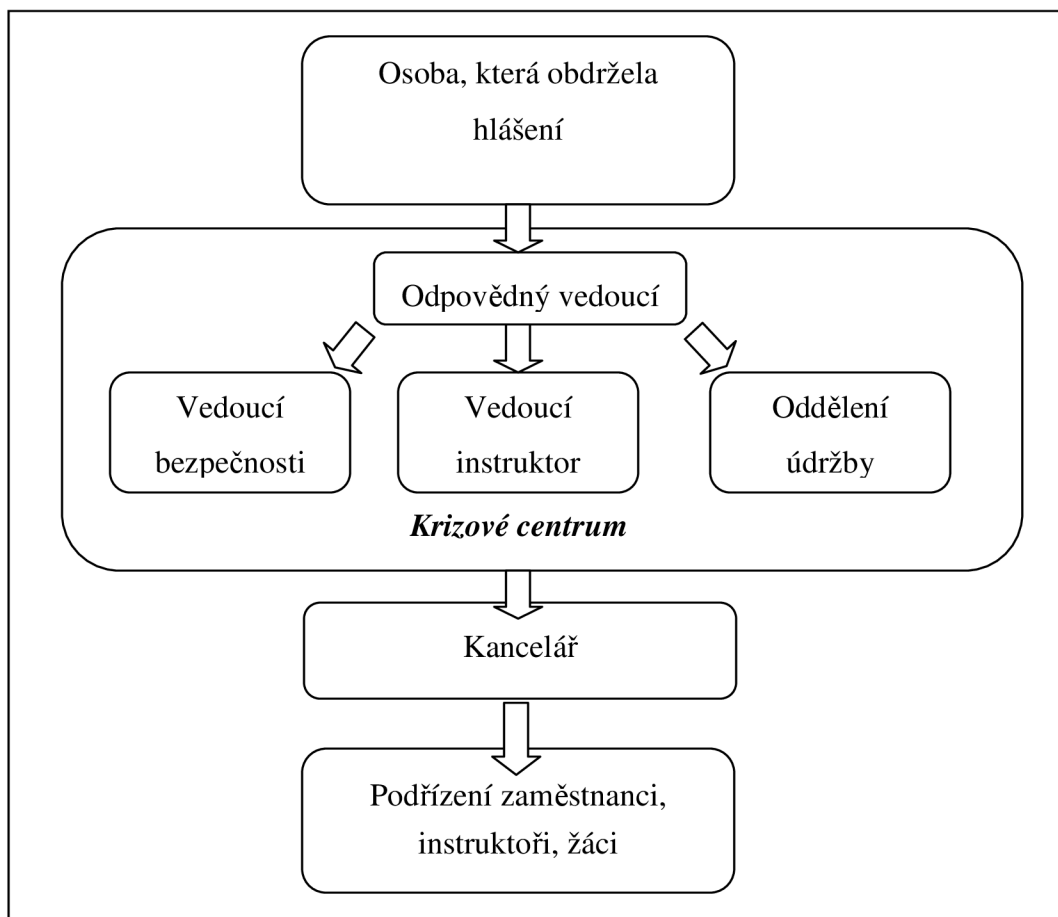 Osoba, která obdržela
hlášení
Odpovědný vedoucí
Vedoucí
bezpečnosti
Vedoucí
instruktor
Oddělení
údržby
Krizové centrum
Kancelář
Podřízení zaměstnanci,
instruktoři, žáci